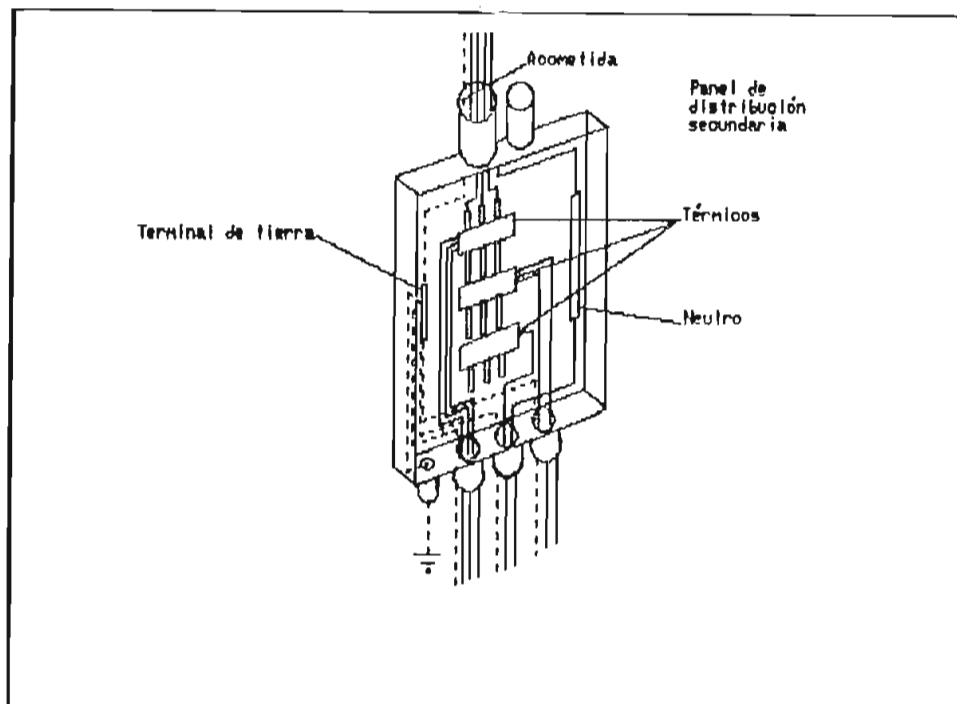 Acometida
Panel de
distribución
secundaria
Térmicos
Terminal de tierra
Neutro